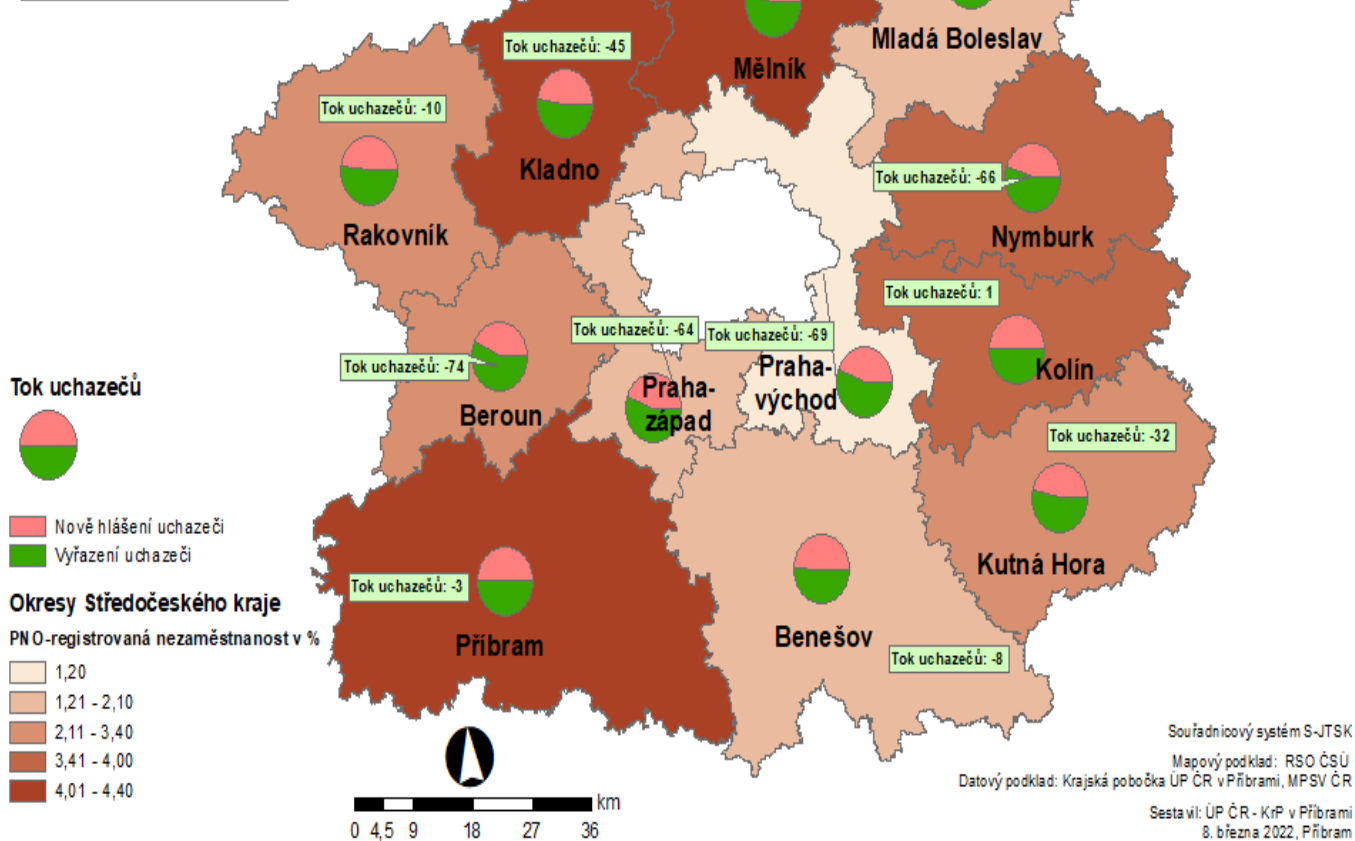 Tok uchazečů: -45
Mladá Boleslav
Mělník
Tok uchazečů: -10
Kladno
Tok uchazečů: -66
Rakovník
Nymburk
Tok uchazečů: 1
Tok uchazečů: -64
Tok uchazečů: -69
Tok uchazečů: -74
Kolín
Praha-
východ
Praha-
západ
Beroun
Tok uchazečů: -32
Kutná Hora
Tok uchazečů: -3
Příbram
Benešov
Tok uchazečů: -8
Tok uchazečů
Nově hlášení uchazeči
Vyřazení uchazeči
Okresy Středočeského kraje
PNO-registrovaná nezaměstnanost v %
1,20
1,21 - 2,10
2,11 - 3,40
3,41 - 4,00
4,01 - 4,40
km
0 4,5 9 18 27 36
Souřadnicový systém S-JTSK
Mapový podklad: RSO ČSÚ
Datový podklad: Krajská pobočka ÚP ČR v Příbrami, MPSV ČR
Sestavil: ÚP ČR - KrP v Příbrami
8. března 2022, Příbram